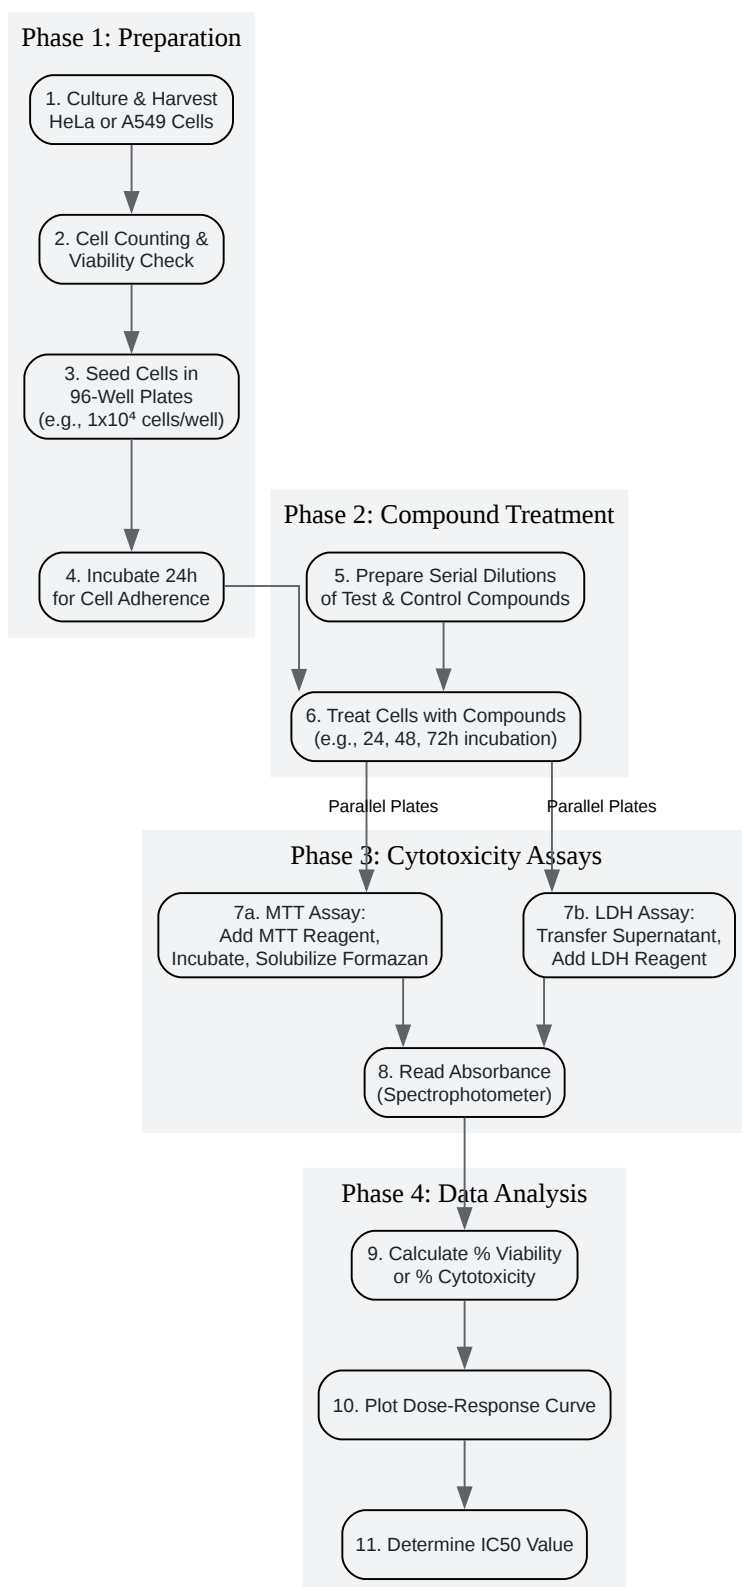 Phase 1: Preparation
1. Culture & Harvest
HeLa or A549 Cells
2. Cell Counting &
Viability Check
3. Seed Cells in
96-Well Plates
(e.g., 1x10⁴ cells/well)
4. Incubate 24h
for Cell Adherence
Phase 2: Compound Treatment
5. Prepare Serial Dilutions
of Test & Control Compounds
6. Treat Cells with Compounds
(e.g., 24, 48, 72h incubation)
Parallel Plates
Parallel Plates
Phase 3: Cytotoxicity Assays
7a. MTT Assay:
Add MTT Reagent,
Incubate, Solubilize Formazan
7b. LDH Assay:
Transfer Supernatant,
Add LDH Reagent
8. Read Absorbance
(Spectrophotometer)
Phase 4: Data Analysis
9. Calculate % Viability
or % Cytotoxicity
10. Plot Dose-Response Curve
11. Determine IC50 Value